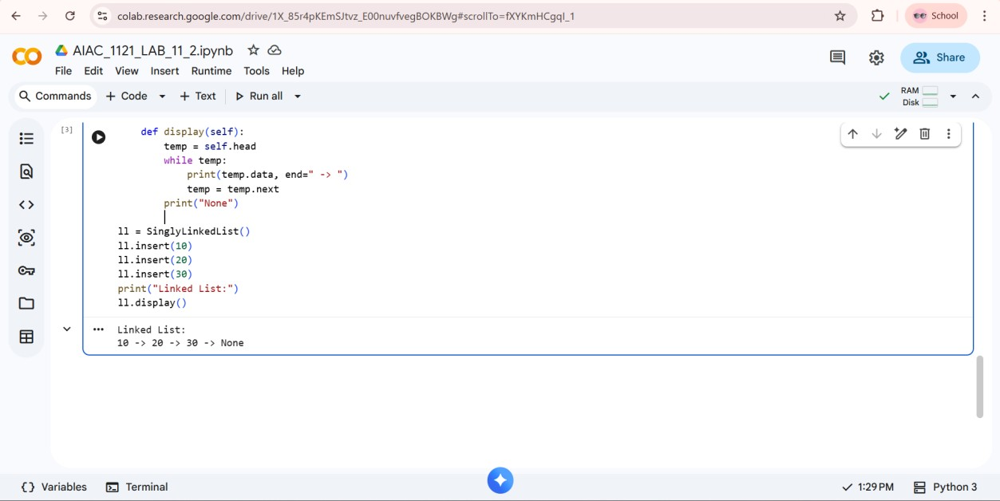 colab.research.google.com/drive/1X_85r4pKEmSJtvz_E00nuvfvegBOKBWg#scrollTo=fXYKmHCgqI_1
School
CO
AIAC_1121_LAB_11_2.ipynb
File Edit View Insert Runtime Tools Help
Share
Commands + Code + Text Run all
RAM
Disk
[3]
def display(self):
temp = self.head
while temp:
print(temp.data, end=" -> ")
temp = temp.next
print("None")
ll = SinglyLinkedList()
ll.insert(10)
ll.insert(20)
ll.insert(30)
print("Linked List:")
ll.display()
Linked List:
10 -> 20 -> 30 -> None
{} Variables Terminal
1:29 PM Python 3